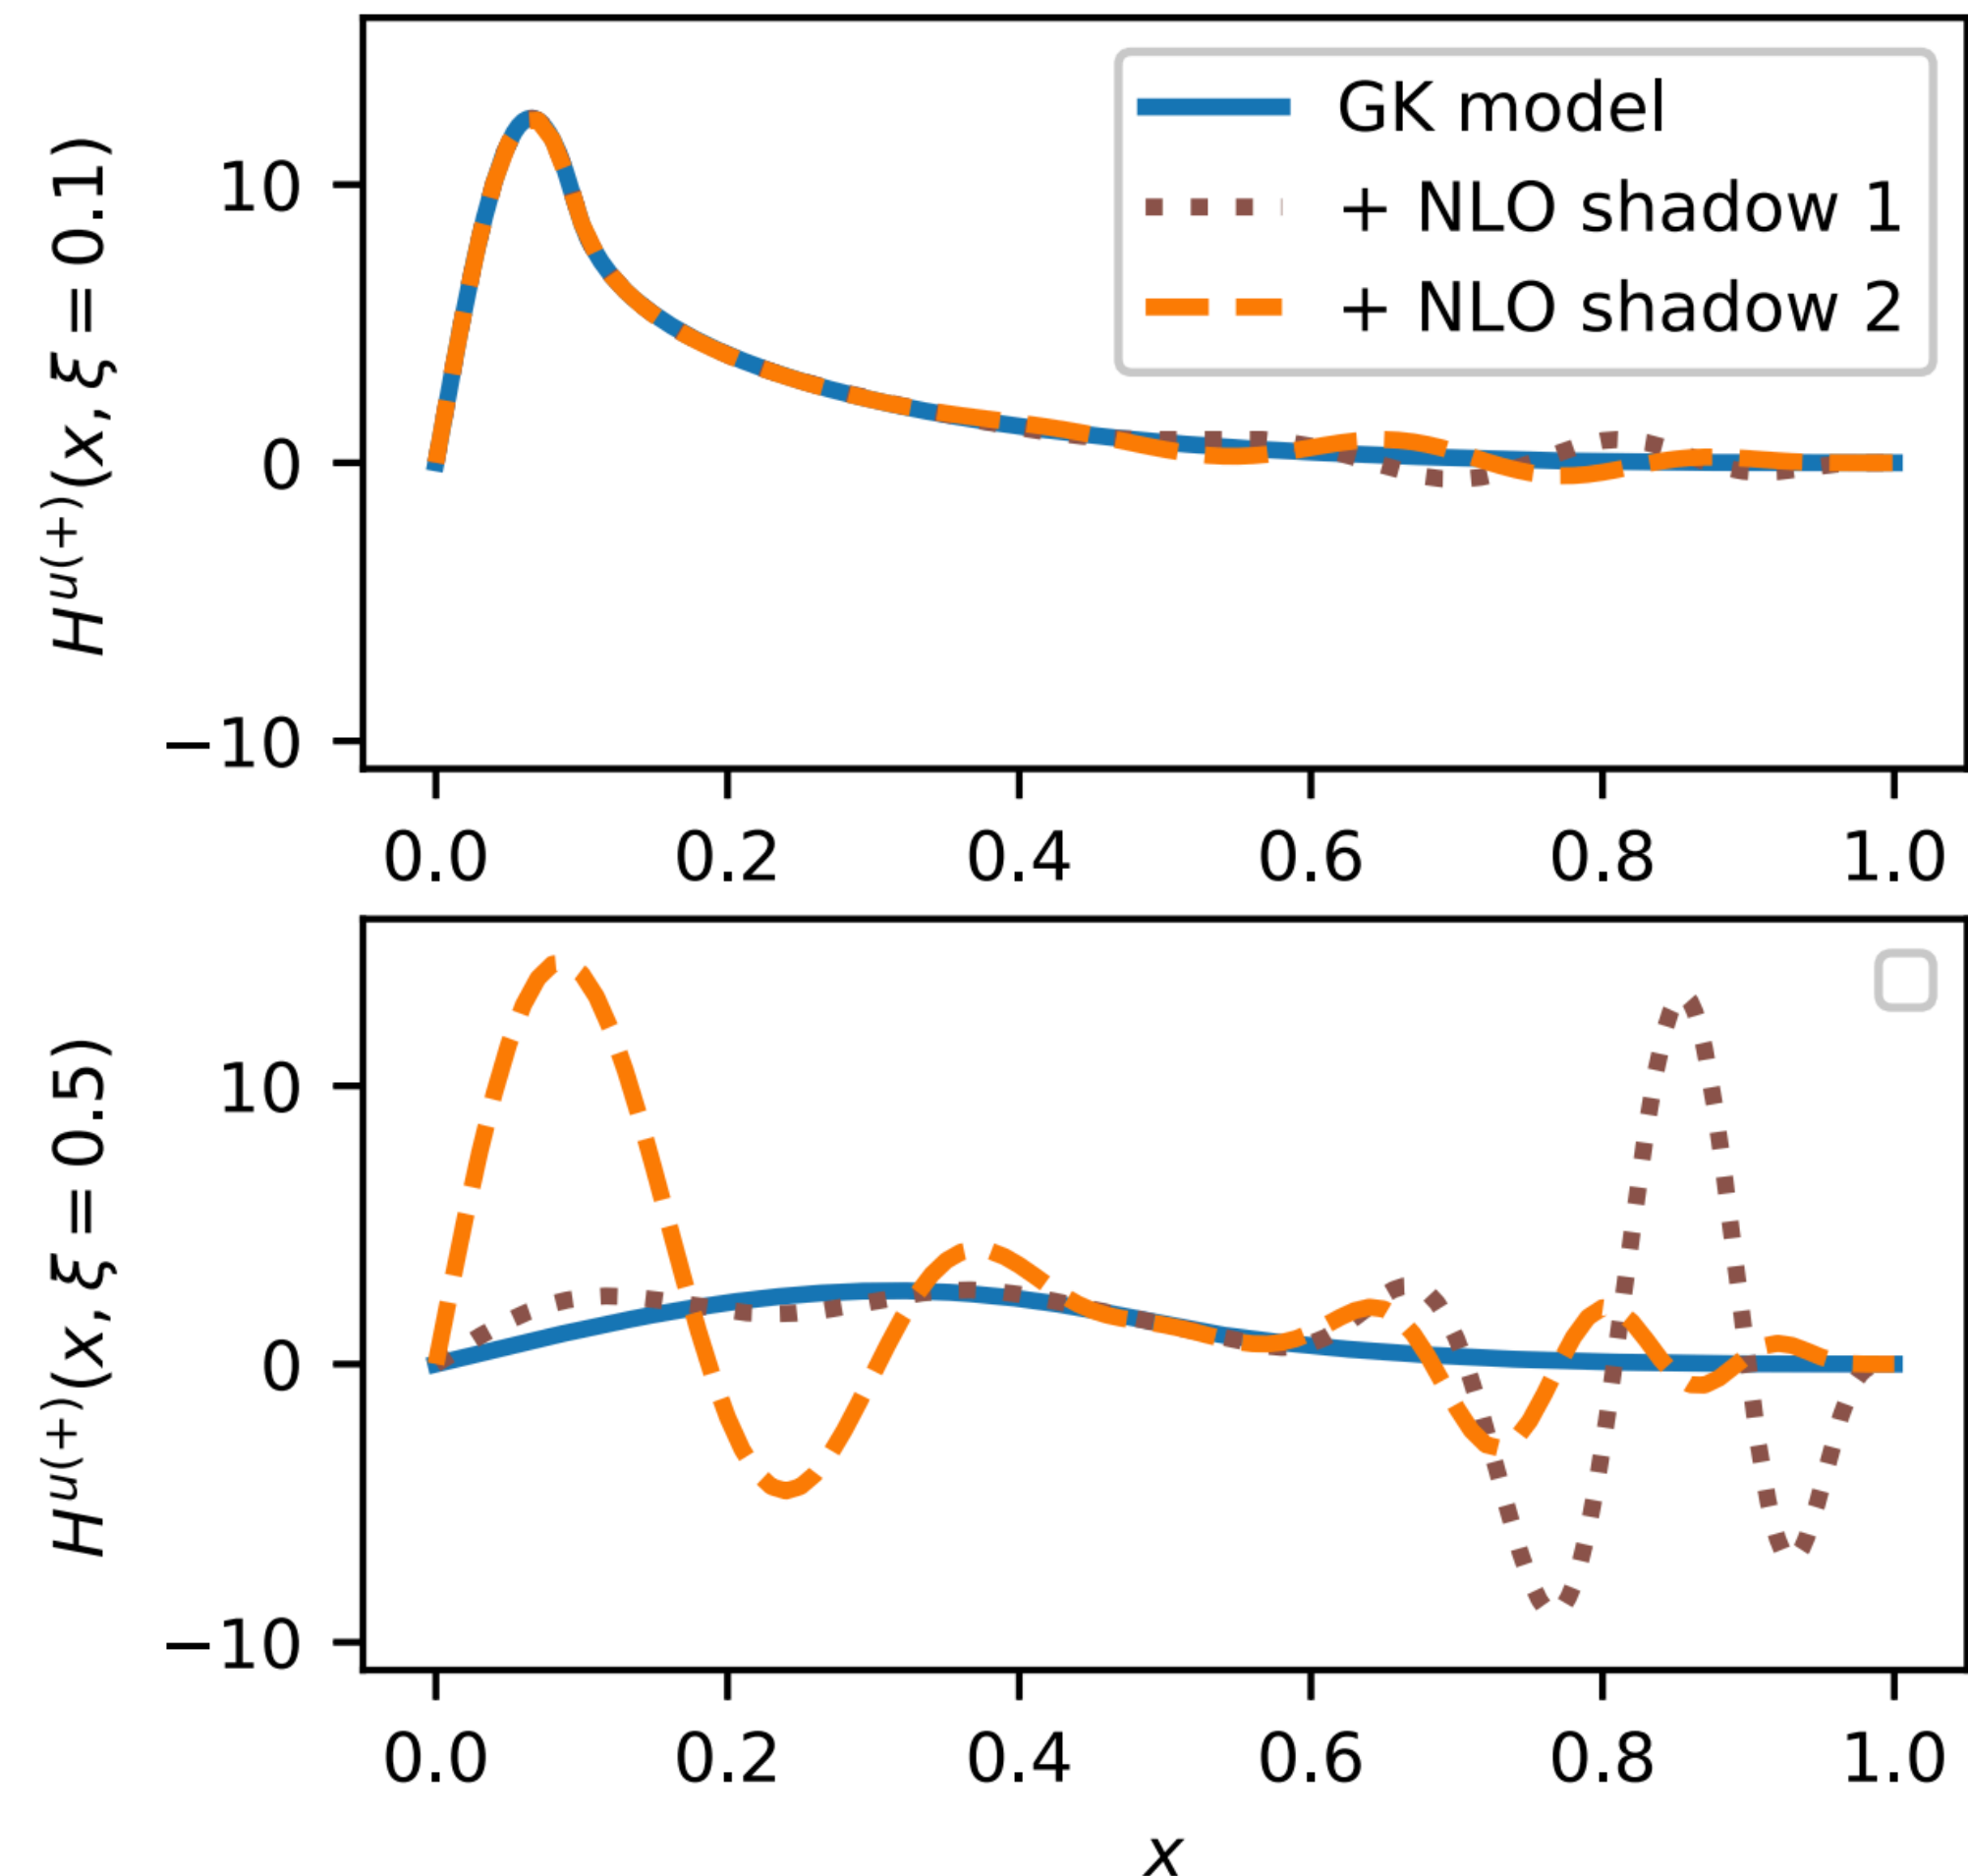 H^{u(+)}(x, ξ = 0.1)
10
0
−10
GK model
+ NLO shadow 1
+ NLO shadow 2
0.0 0.2 0.4 0.6 0.8 1.0
H^{u(+)}(x, ξ = 0.5)
10
0
−10
0.0 0.2 0.4 0.6 0.8 1.0
x